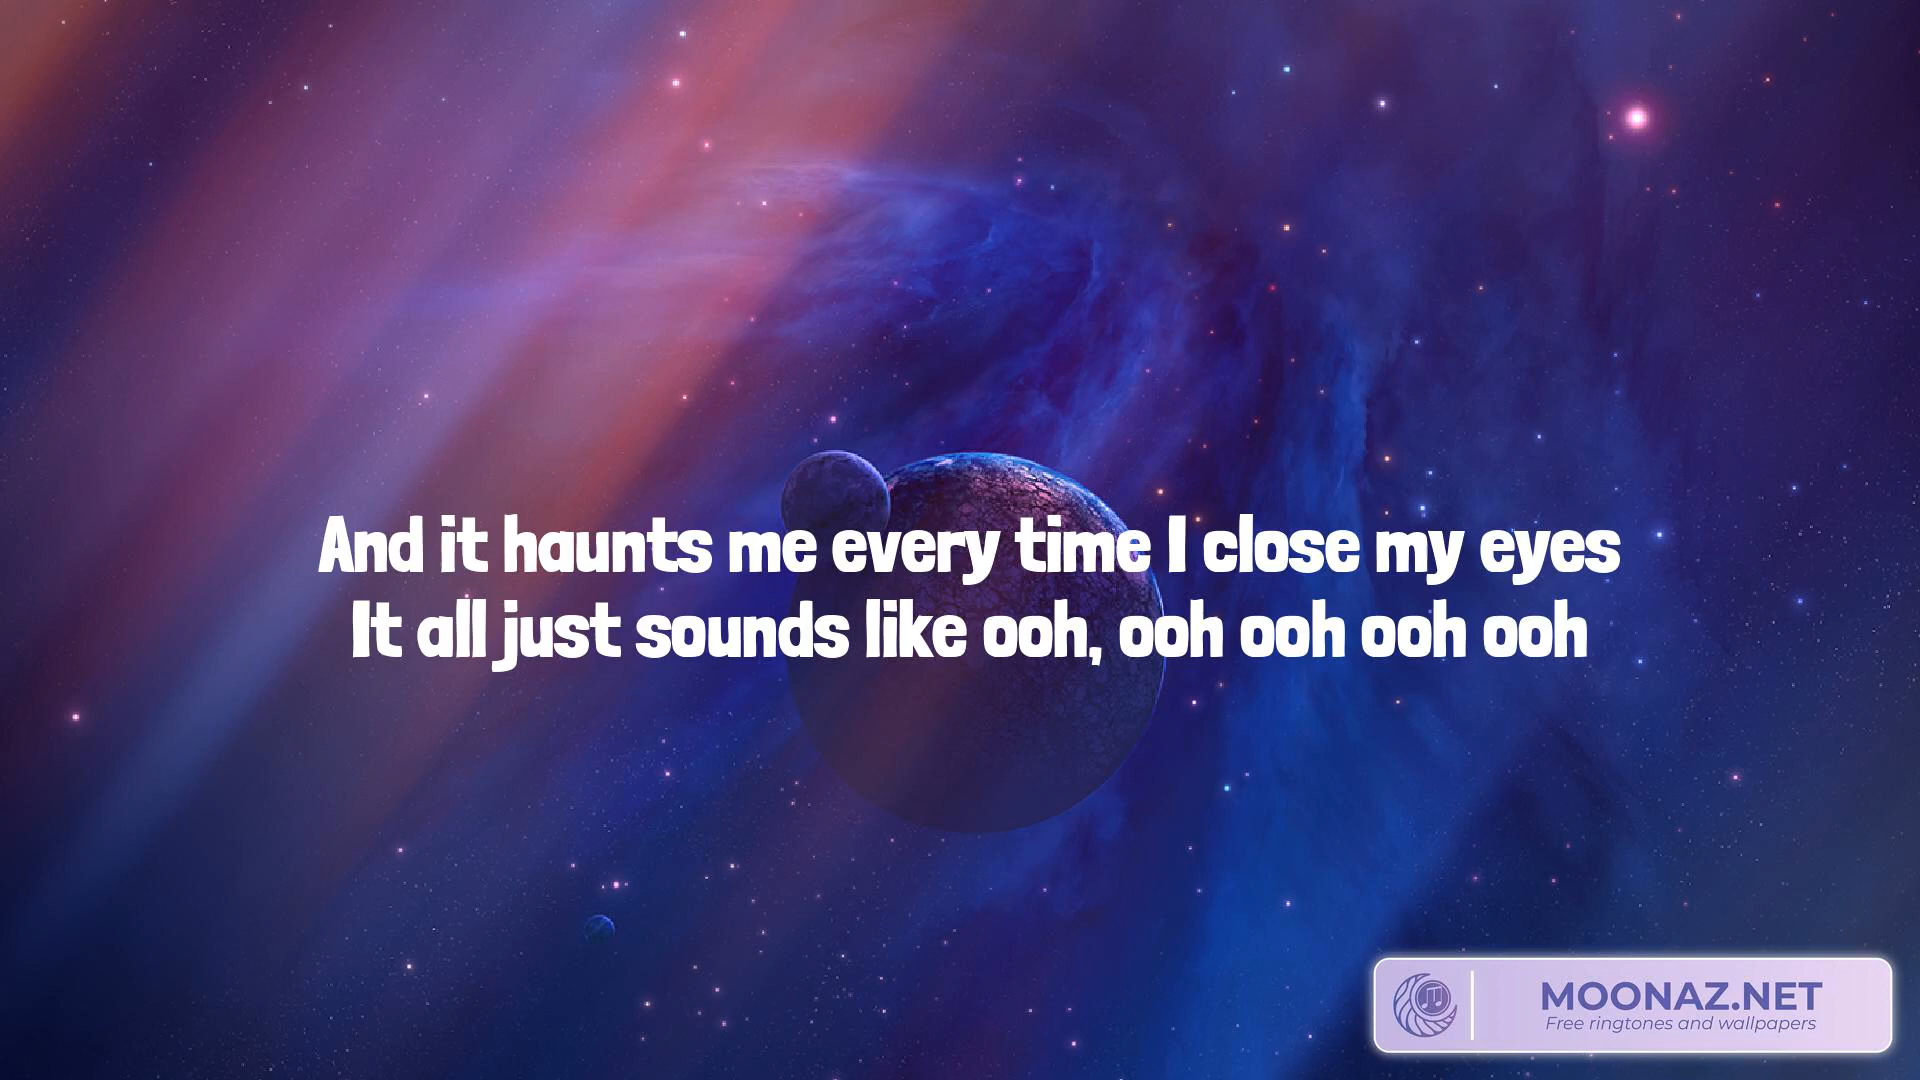 And it haunts me every time I close my eyes
It all just sounds like ooh, ooh ooh ooh ooh
MOONAZ.NET
Free ringtones and wallpapers